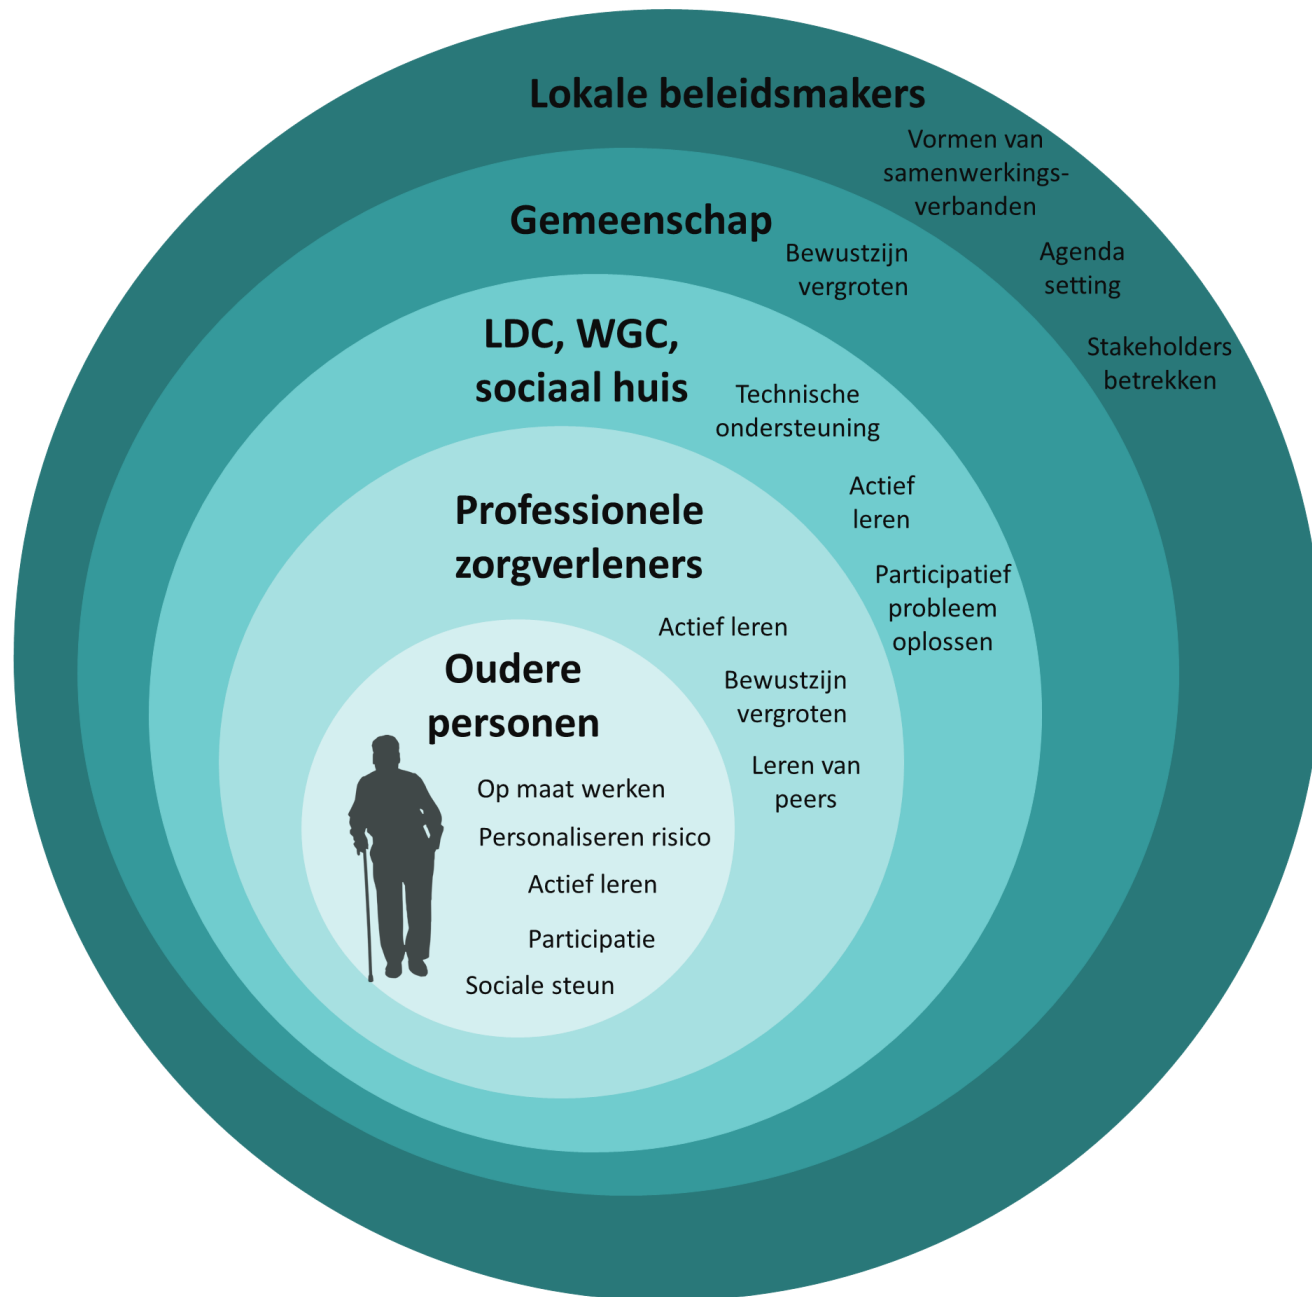 Lokale beleidsmakers
Vormen van
samenwerkings-
verbanden
Agenda
setting
Stakeholders
betrekken
Gemeenschap
Bewustzijn
vergroten
LDC, WGC,
sociaal huis
Technische
ondersteuning
Actief
leren
Participatief
probleem
oplossen
Professionele
zorgverleners
Actief leren
Bewustzijn
vergroten
Leren van
peers
Oudere
personen
Op maat werken
Personaliseren risico
Actief leren
Participatie
Sociale steun